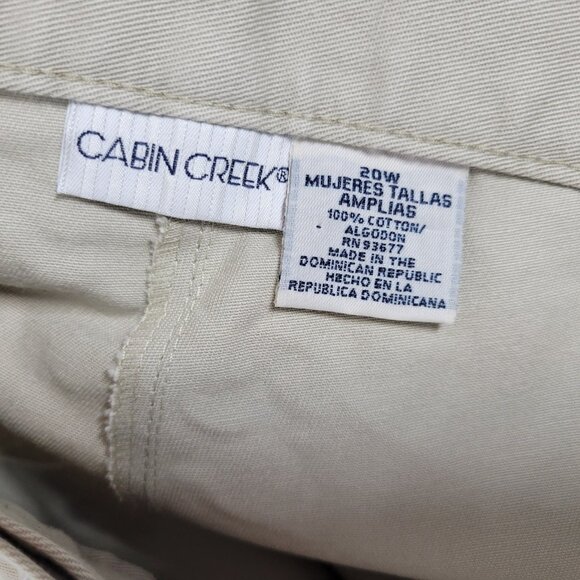 CABIN CREEK®
20W
MUJERES TALLAS
AMPLIAS
100% COTTON/
ALGODON
RN 93677
MADE IN THE
DOMINICAN REPUBLIC
HECHO EN LA
REPUBLICA DOMINICANA